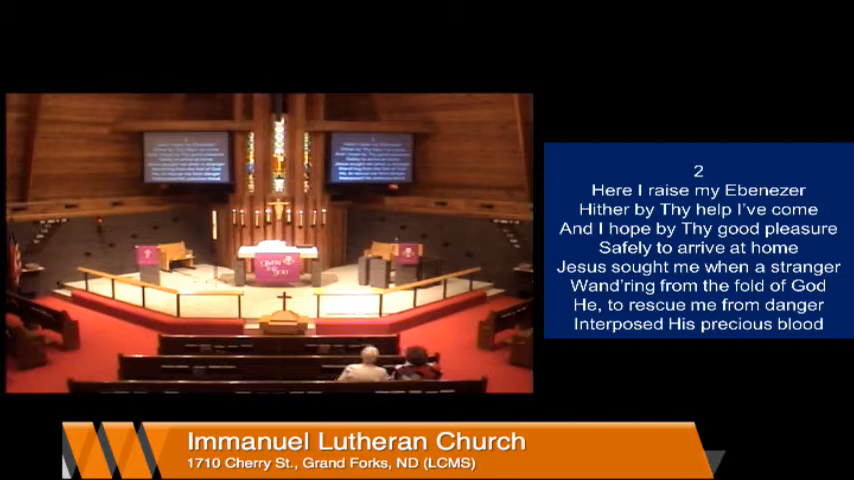 2
Here I raise my Ebenezer
Hither by Thy help I've come
And I hope by Thy good pleasure
Safely to arrive at home
Jesus sought me when a stranger
Wand'ring from the fold of God
He, to rescue me from danger
Interposed His precious blood
Immanuel Lutheran Church
1710 Cherry St., Grand Forks, ND (LCMS)